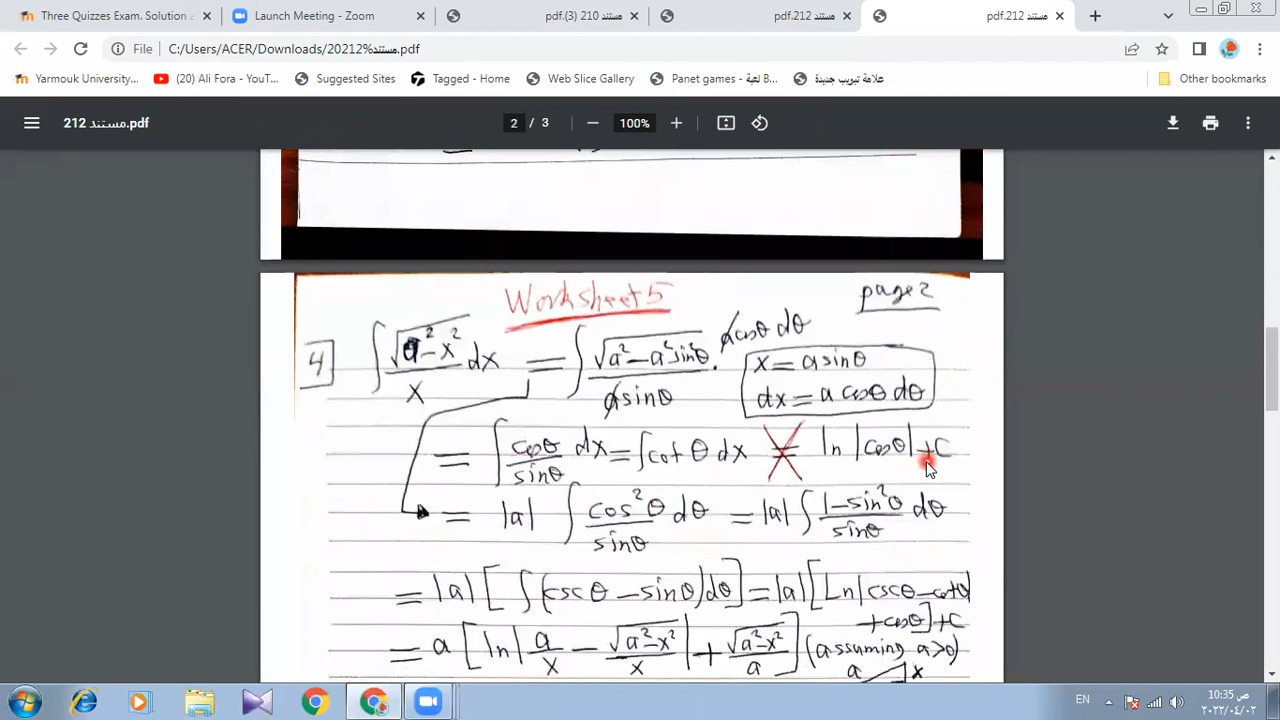 Three Quizzes Exam. Solution a
Launch Meeting - Zoom
مستند 210 (3).pdf
مستند 212.pdf
مستند 212.pdf
File C:/Users/ACER/Downloads/20212%مستند.pdf
Yarmouk University...
(20) Ali Fora - YouT...
Suggested Sites
Tagged - Home
Web Slice Gallery
Panet games - لعبة B...
علامة تبويب جديدة
Other bookmarks
مستند 212.pdf
2 / 3
100%
Worksheet 5
page 2
4 ∫ √(a²-x²)/x dx = ∫ √(a²-a²sin²θ)/(a sinθ) · a cosθ dθ
x = a sinθ
dx = a cosθ dθ
= ∫ cosθ/sinθ dx = ∫ cot θ dx = ln |cosθ| + C
= |a| ∫ cos²θ/sinθ dθ = |a| ∫ (1-sin²θ)/sinθ dθ
= |a| [ ∫ (cscθ - sinθ) dθ ] = |a| [ Ln |cscθ - cotθ|
+ cosθ ] + C
= a [ ln | a/x - √(a²-x²)/x | + √(a²-x²)/a ] (assuming a>0)
a x
EN
10:35 ص
٢٠٢٢/٠٤/٠٢